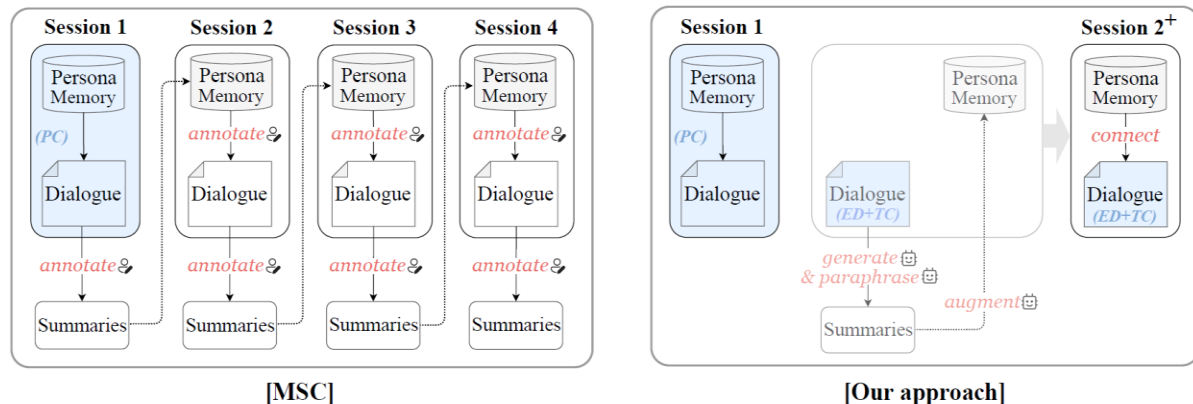 Session 1
Session 2
Session 3
Session 4
Persona
Memory
(PC)
Dialogue
annotate
Summaries
Persona
Memory
annotate
Dialogue
annotate
Summaries
Persona
Memory
annotate
Dialogue
annotate
Summaries
Persona
Memory
annotate
Dialogue
annotate
Summaries
[MSC]
Session 1
Session 2+
Persona
Memory
(PC)
Dialogue
Dialogue
(ED+TC)
generate
& paraphrase
Summaries
augment
Persona
Memory
Persona
Memory
connect
Dialogue
(ED+TC)
[Our approach]